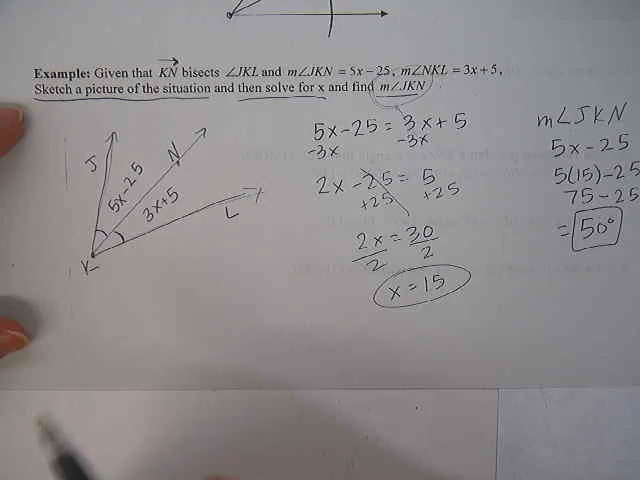 Example: Given that KN bisects ∠JKL and m∠JKN = 5x − 25, m∠NKL = 3x + 5,
Sketch a picture of the situation and then solve for x and find m∠JKN
J
N
5x-25
3x+5
L
K
5x-25 = 3x+5
-3x -3x
2x -25 = 5
+25 +25
2x = 30
2 2
x = 15
m∠JKN
5x-25
5(15)-25
75-25
= 50°